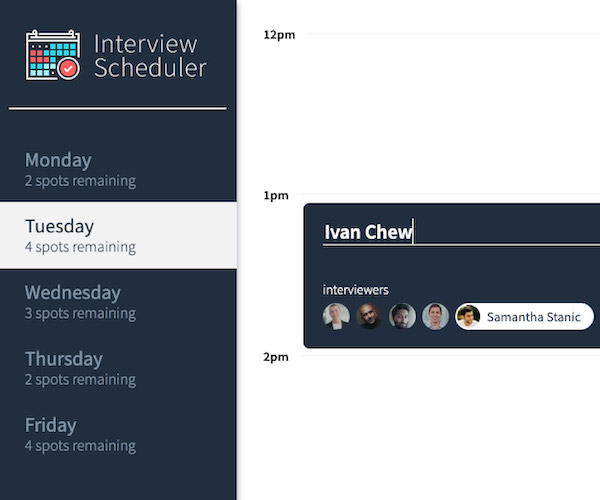 Interview
Scheduler
Monday
2 spots remaining
Tuesday
4 spots remaining
Wednesday
3 spots remaining
Thursday
2 spots remaining
Friday
4 spots remaining
12pm
1pm
Ivan Chew
interviewers
Samantha Stanic
2pm